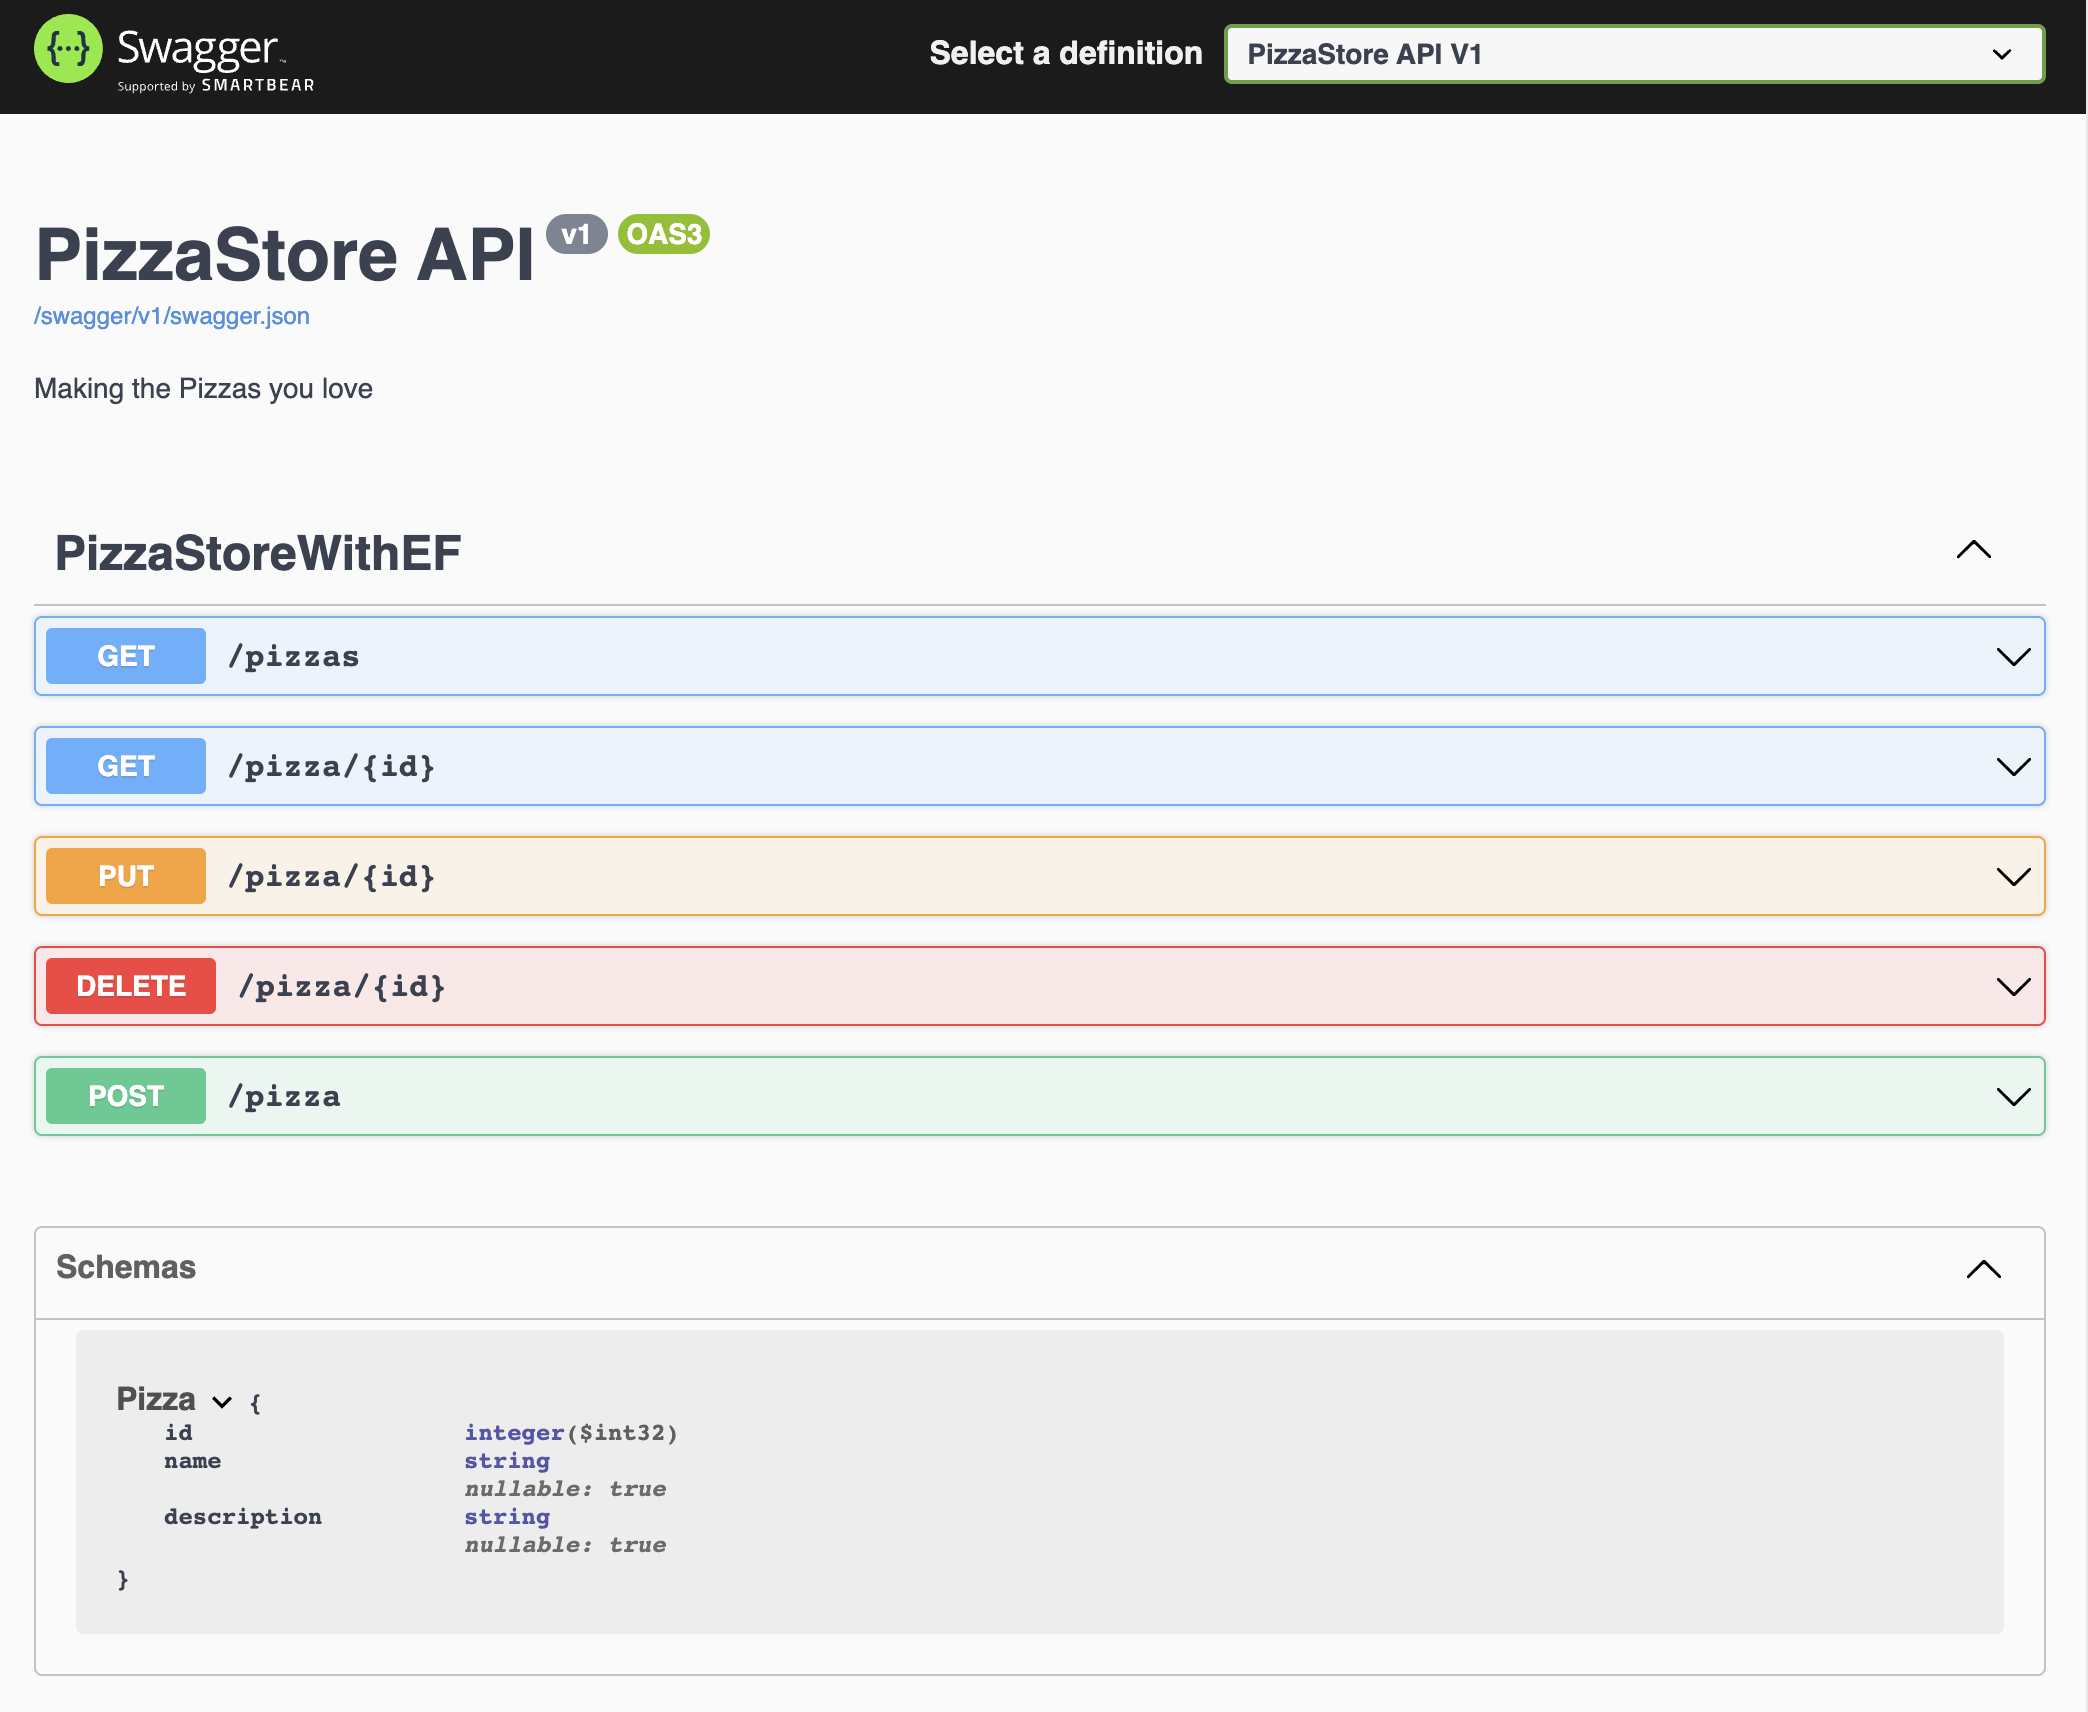 {...} Swagger™
Supported by SMARTBEAR
Select a definition
PizzaStore API V1
PizzaStore API v1 OAS3
/swagger/v1/swagger.json
Making the Pizzas you love
PizzaStoreWithEF
GET /pizzas
GET /pizza/{id}
PUT /pizza/{id}
DELETE /pizza/{id}
POST /pizza
Schemas
Pizza {
id integer($int32)
name string
nullable: true
description string
nullable: true
}